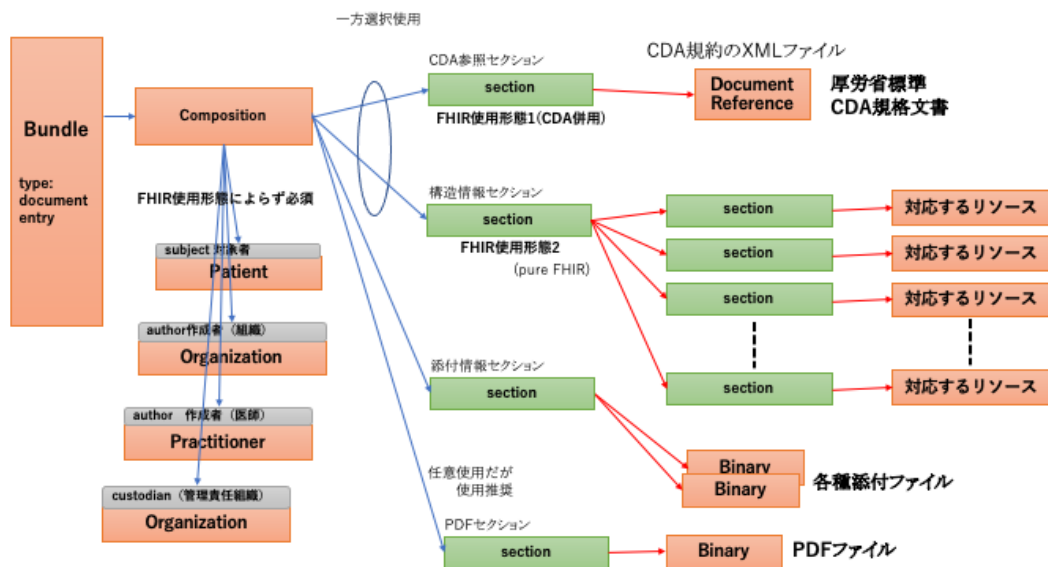 一方選択使用
Bundle
type:
document
entry
Composition
FHIR使用形態によらず必須
subject 対象者
Patient
author作成者（組織）
Organization
author　作成者（医師）
Practitioner
custodian（管理責任組織）
Organization
CDA参照セクション
section
FHIR使用形態1(CDA併用)
CDA規約のXMLファイル
Document
Reference
厚労省標準
CDA規格文書
構造情報セクション
section
FHIR使用形態2
(pure FHIR)
section
対応するリソース
section
対応するリソース
section
対応するリソース
section
対応するリソース
添付情報セクション
section
Binary
Binary
各種添付ファイル
任意使用だが
使用推奨
PDFセクション
section
Binary
PDFファイル